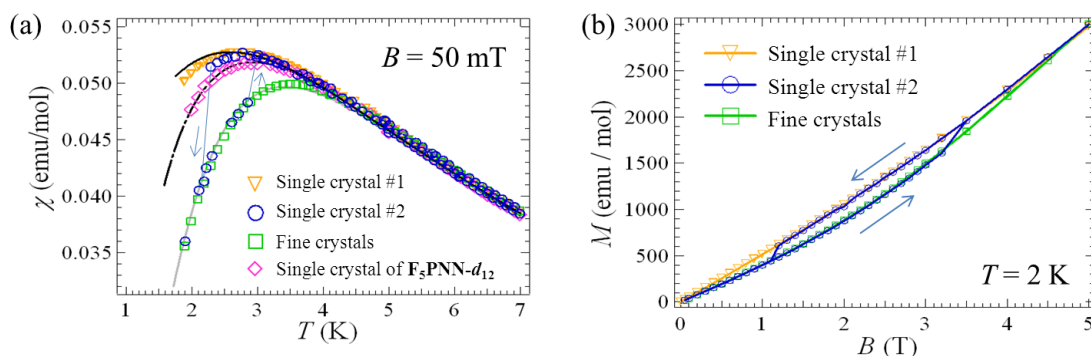 (a)
0.055
0.050
0.045
0.040
0.035
χ (emu/mol)
B = 50 mT
Single crystal #1
Single crystal #2
Fine crystals
Single crystal of F₅PNN-d₁₂
1 2 3 4 5 6 7
T (K)
(b)
3000
2500
2000
1500
1000
500
0
M (emu / mol)
Single crystal #1
Single crystal #2
Fine crystals
T = 2 K
0 1 2 3 4 5
B (T)